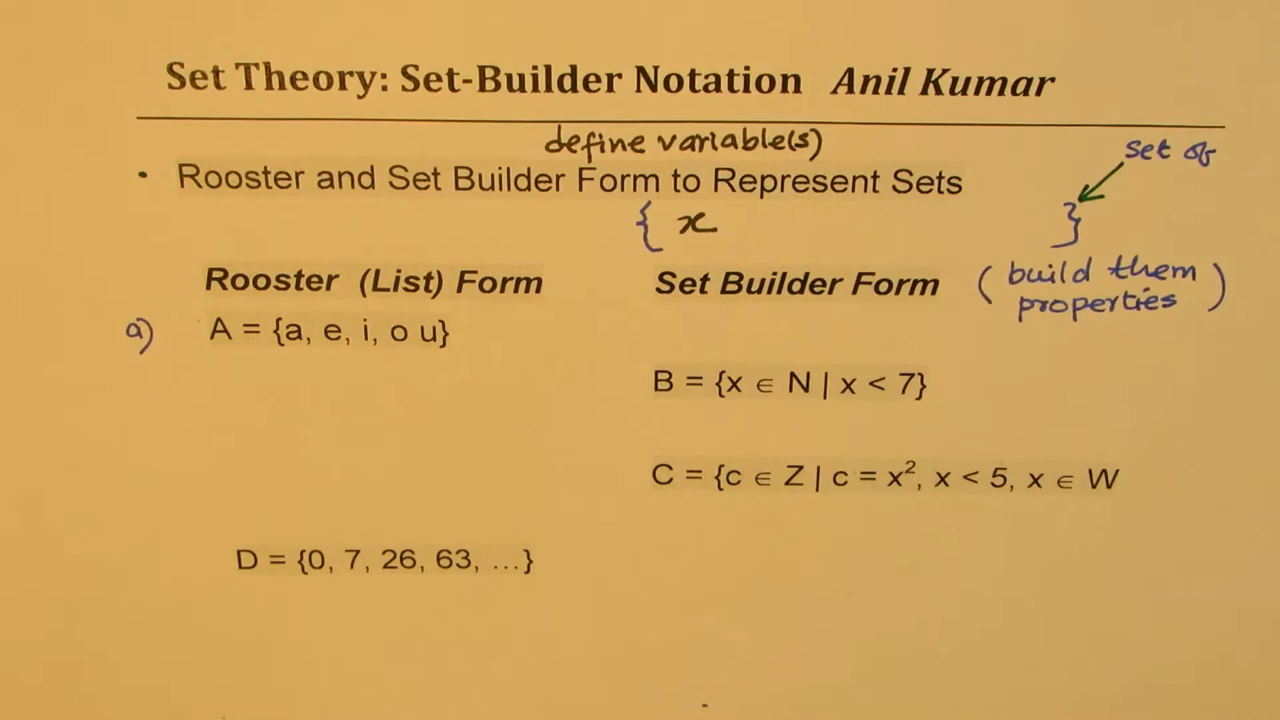 Set Theory: Set-Builder Notation Anil Kumar
define variable(s)
set of
• Rooster and Set Builder Form to Represent Sets
{ x }
Rooster (List) Form
Set Builder Form
( build them
properties )
a) A = {a, e, i, o u}
B = {x ∈ N | x < 7}
C = {c ∈ Z | c = x², x < 5, x ∈ W
D = {0, 7, 26, 63, ...}